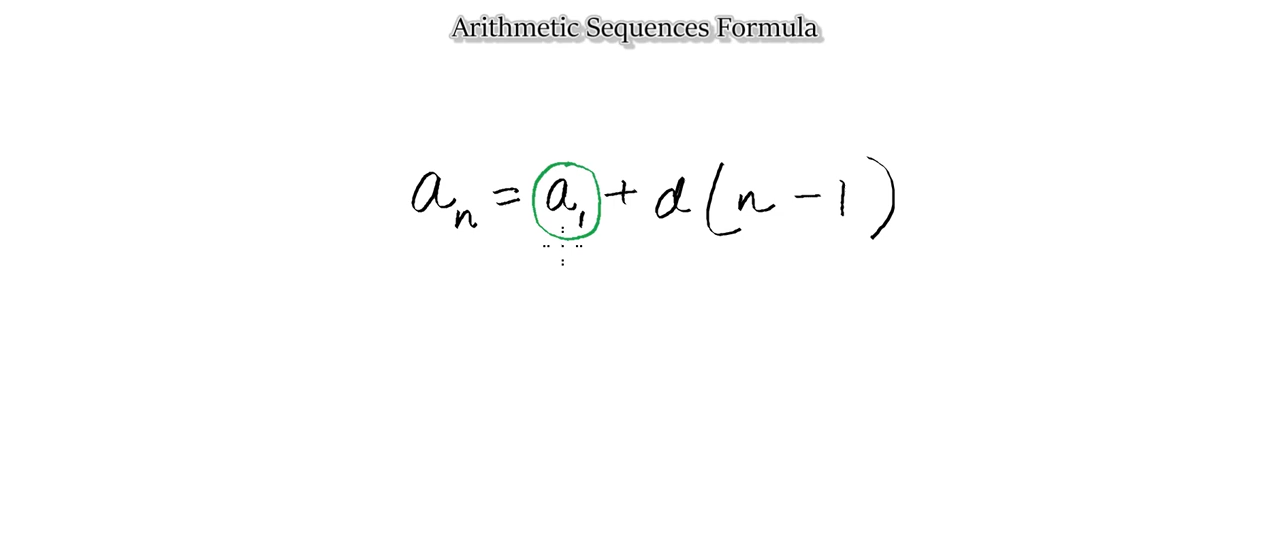 Arithmetic Sequences Formula
aₙ = a₁ + d(n − 1)